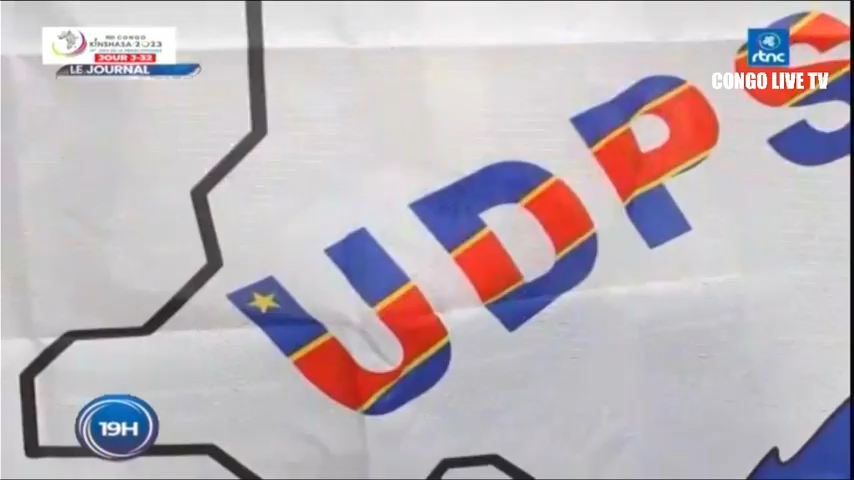 RD CONGO
KINSHASA/2023
JOUR J-32
LE JOURNAL
rtnc
CONGO LIVE TV
UDPS
19H